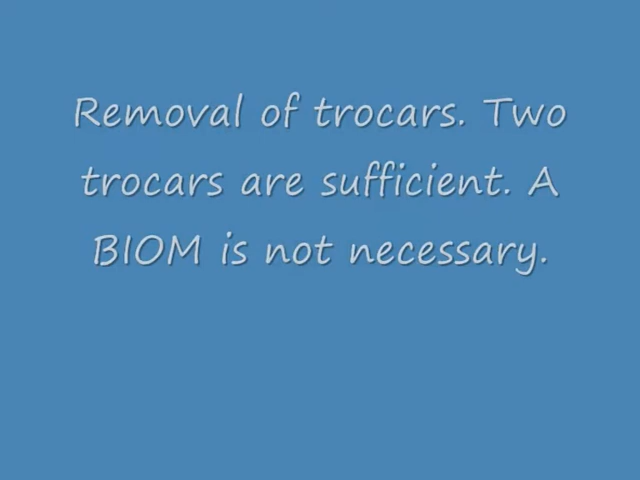 Removal of trocars. Two
trocars are sufficient. A
BIOM is not necessary.